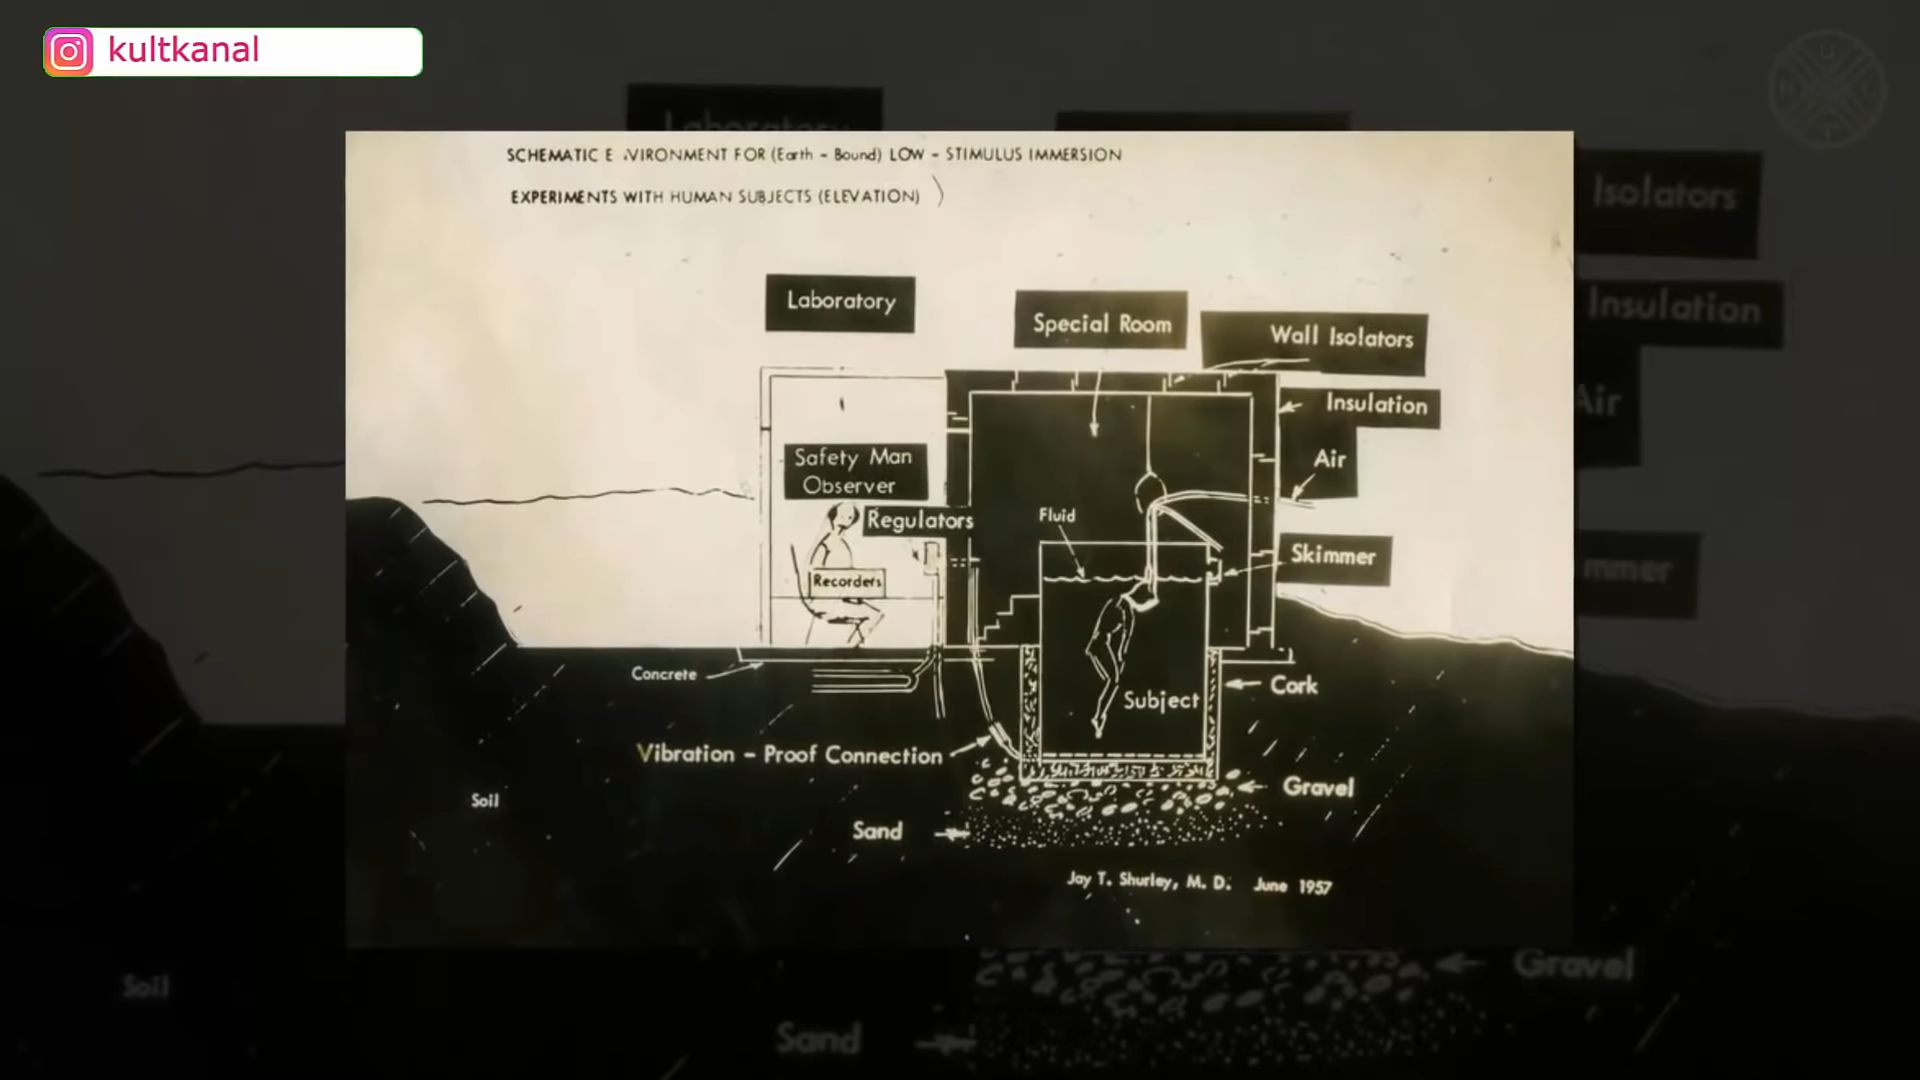 kultkanal
SCHEMATIC E VIRONMENT FOR (Earth - Bound) LOW - STIMULUS IMMERSION
EXPERIMENTS WITH HUMAN SUBJECTS (ELEVATION)
Laboratory
Special Room
Wall Isolators
Insulation
Air
Safety Man
Observer
Regulators
Recorders
Fluid
Skimmer
Concrete
Subject
Cork
Vibration - Proof Connection
Gravel
Soil
Sand
Jay T. Shurley, M. D. June 1957
Laboratory
Isolators
Insulation
Air
mmer
Soil
Gravel
Sand